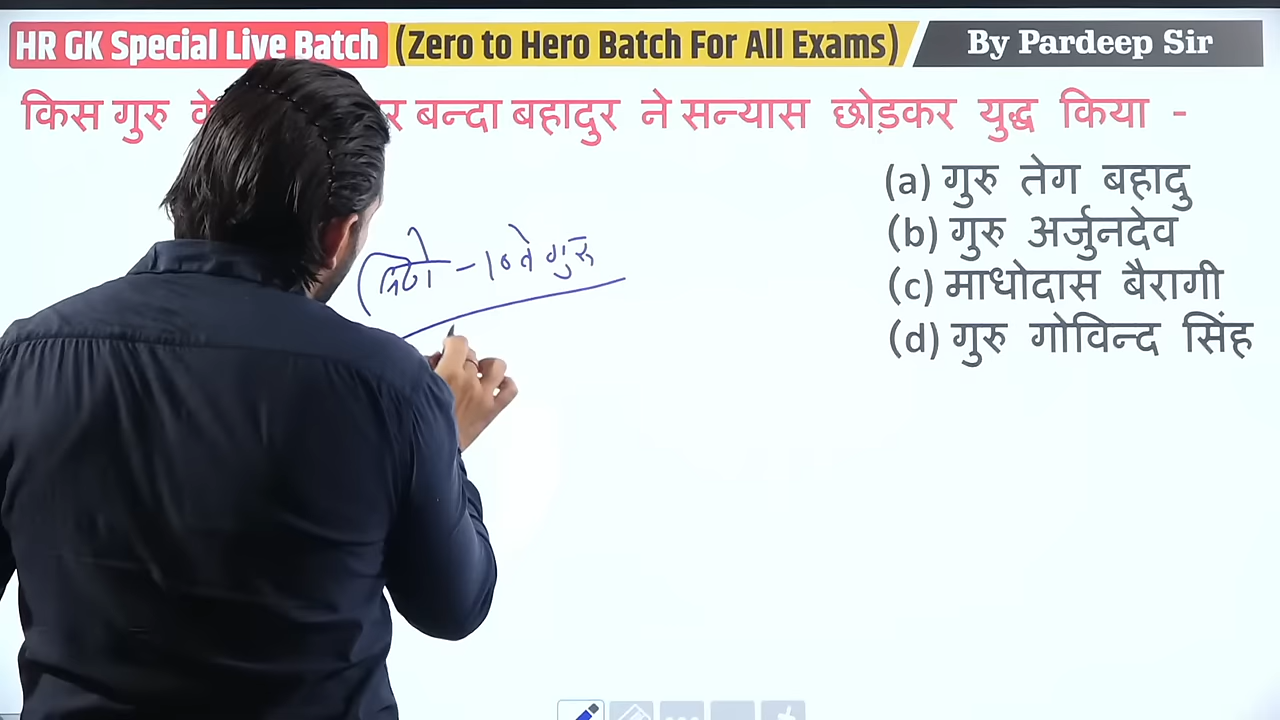 HR GK Special Live Batch (Zero to Hero Batch For All Exams) By Pardeep Sir
किस गुरु के र बन्दा बहादुर ने सन्यास छोड़कर युद्ध किया -
(a) गुरु तेग बहादु
(b) गुरु अर्जुनदेव
(c) माधोदास बैरागी
(d) गुरु गोविन्द सिंह
– 10वे गुरु